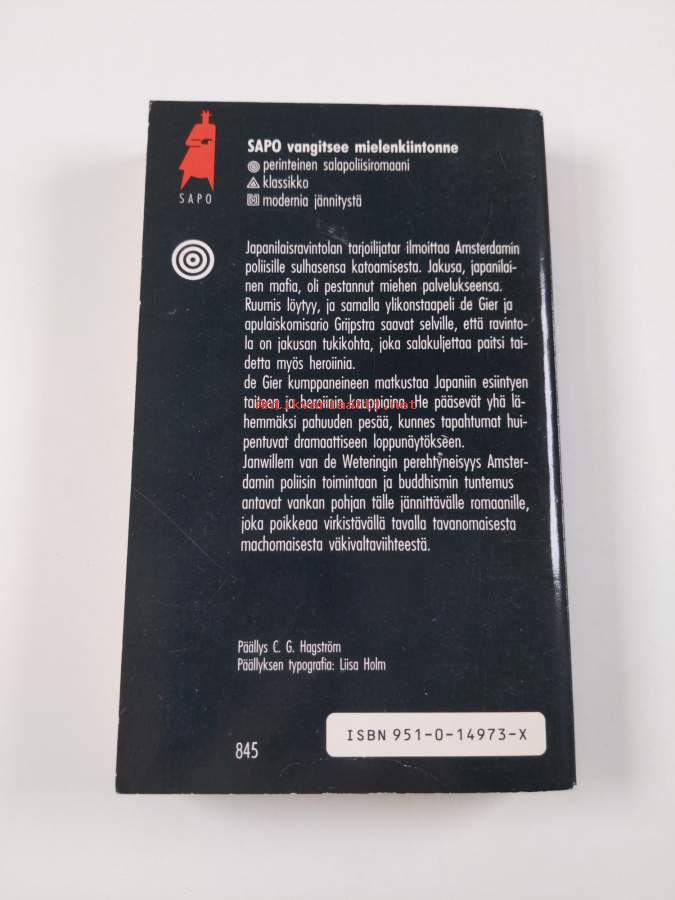 SAPO vangitsee mielenkiintonne
perinteinen salapoliisiromaani
klassikko
modernia jännitystä
SAPO
Japanilaisravintolan tarjoilijatar ilmoittaa Amsterdamin
poliisille sulhasensa katoamisesta. Jakusa, japanilai-
nen mafia, oli pestannut miehen palvelukseensa.
Ruumis löytyy, ja samalla ylikonstaapeli de Gier ja
apulaiskomisario Grijpstra saavat selville, että ravinto-
la on jakusan tukikohta, joka salakuljettaa paitsi tai-
detta myös heroiinia.
de Gier kumppaneineen matkustaa Japaniin esiintyen
taiteen ja heroiinin kauppiaina. He pääsevät yhä lä-
hemmäksi pahuuden pesää, kunnes tapahtumat hui-
pentuvat dramaattiseen loppunäytökseen.
Janwillem van de Weteringin perehtyneisyys Amster-
damin poliisin toimintaan ja buddhismin tuntemus
antavat vankan pohjan tälle jännittävälle romaanille,
joka poikkeaa virkistävällä tavalla tavanomaisesta
machomaisesta väkivaltaviihteestä.
Päällys C. G. Hagström
Päällyksen typografia: Liisa Holm
845
ISBN 951-0-14973-X